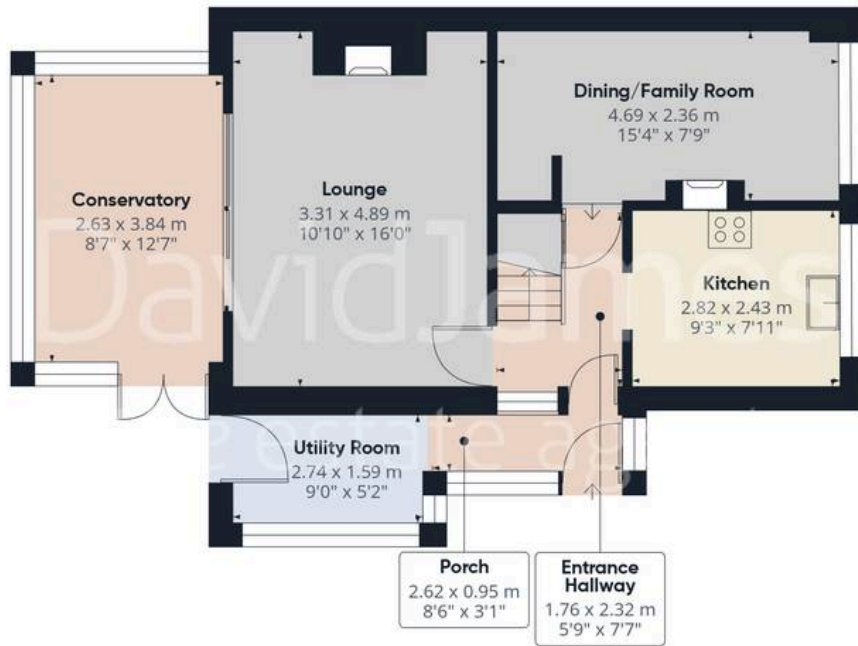 Dining/Family Room
4.69 x 2.36 m
15'4" x 7'9"
Conservatory
2.63 x 3.84 m
8'7" x 12'7"
Lounge
3.31 x 4.89 m
10'10" x 16'0"
Kitchen
2.82 x 2.43 m
9'3" x 7'11"
DavidJames
the estate agent
Utility Room
2.74 x 1.59 m
9'0" x 5'2"
Porch
2.62 x 0.95 m
8'6" x 3'1"
Entrance
Hallway
1.76 x 2.32 m
5'9" x 7'7"